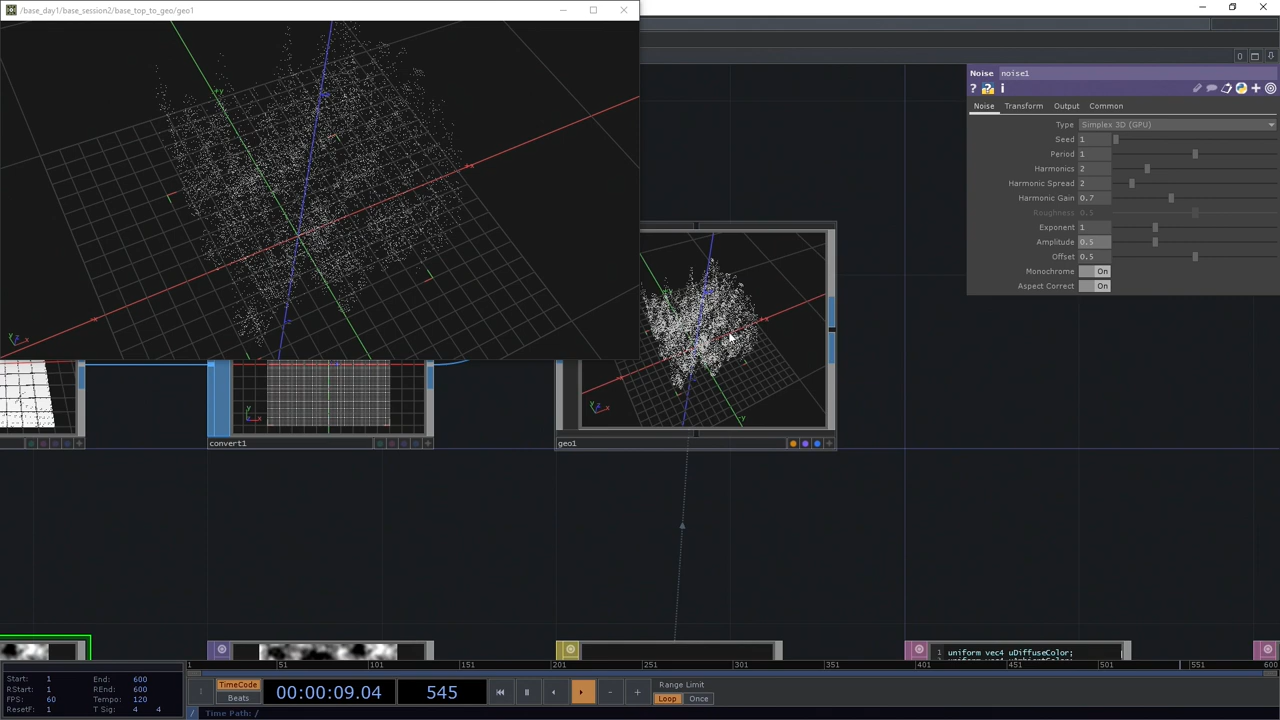 /base_day1/base_session2/base_top_to_geo/geo1
0
Noise noise1
Noise Transform Output Common
Type Simplex 3D (GPU)
Seed 1
Period 1
Harmonics 2
Harmonic Spread 2
Harmonic Gain 0.7
Roughness 0.5
Exponent 1
Amplitude 0.5
Offset 0.5
Monochrome On
Aspect Correct On
convert1
geo1
1 uniform vec4 uDiffuseColor;
Start: 1 End: 600
RStart: 1 REnd: 600
FPS: 60 Tempo: 120
ResetF: 1 T Sig: 4 4
1 51 101 151 201 251 301 351 401 451 501 551 600
TimeCode
Beats
00:00:09.04
545
Range Limit
Loop Once
/ Time Path: /